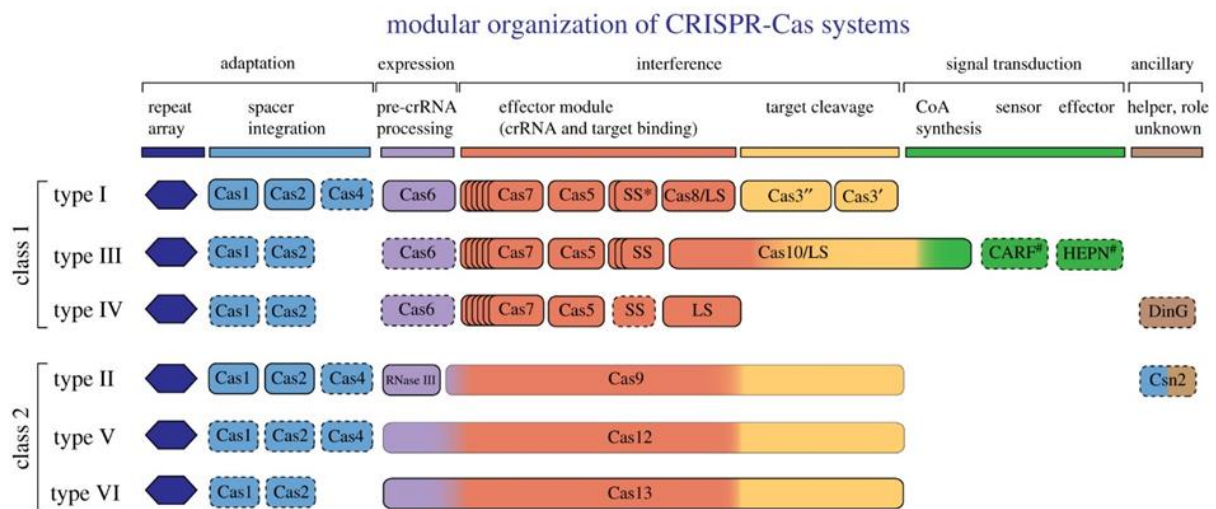 modular organization of CRISPR-Cas systems
adaptation expression interference signal transduction ancillary
repeat spacer pre-crRNA effector module target cleavage CoA sensor effector helper, role
array integration processing (crRNA and target binding) synthesis unknown
class 1
type I Cas1 Cas2 Cas4 Cas6 Cas7 Cas5 SS* Cas8/LS Cas3″ Cas3′
type III Cas1 Cas2 Cas6 Cas7 Cas5 SS Cas10/LS CARF# HEPN#
type IV Cas1 Cas2 Cas6 Cas7 Cas5 SS LS DinG
class 2
type II Cas1 Cas2 Cas4 RNase III Cas9 Csn2
type V Cas1 Cas2 Cas4 Cas12
type VI Cas1 Cas2 Cas13